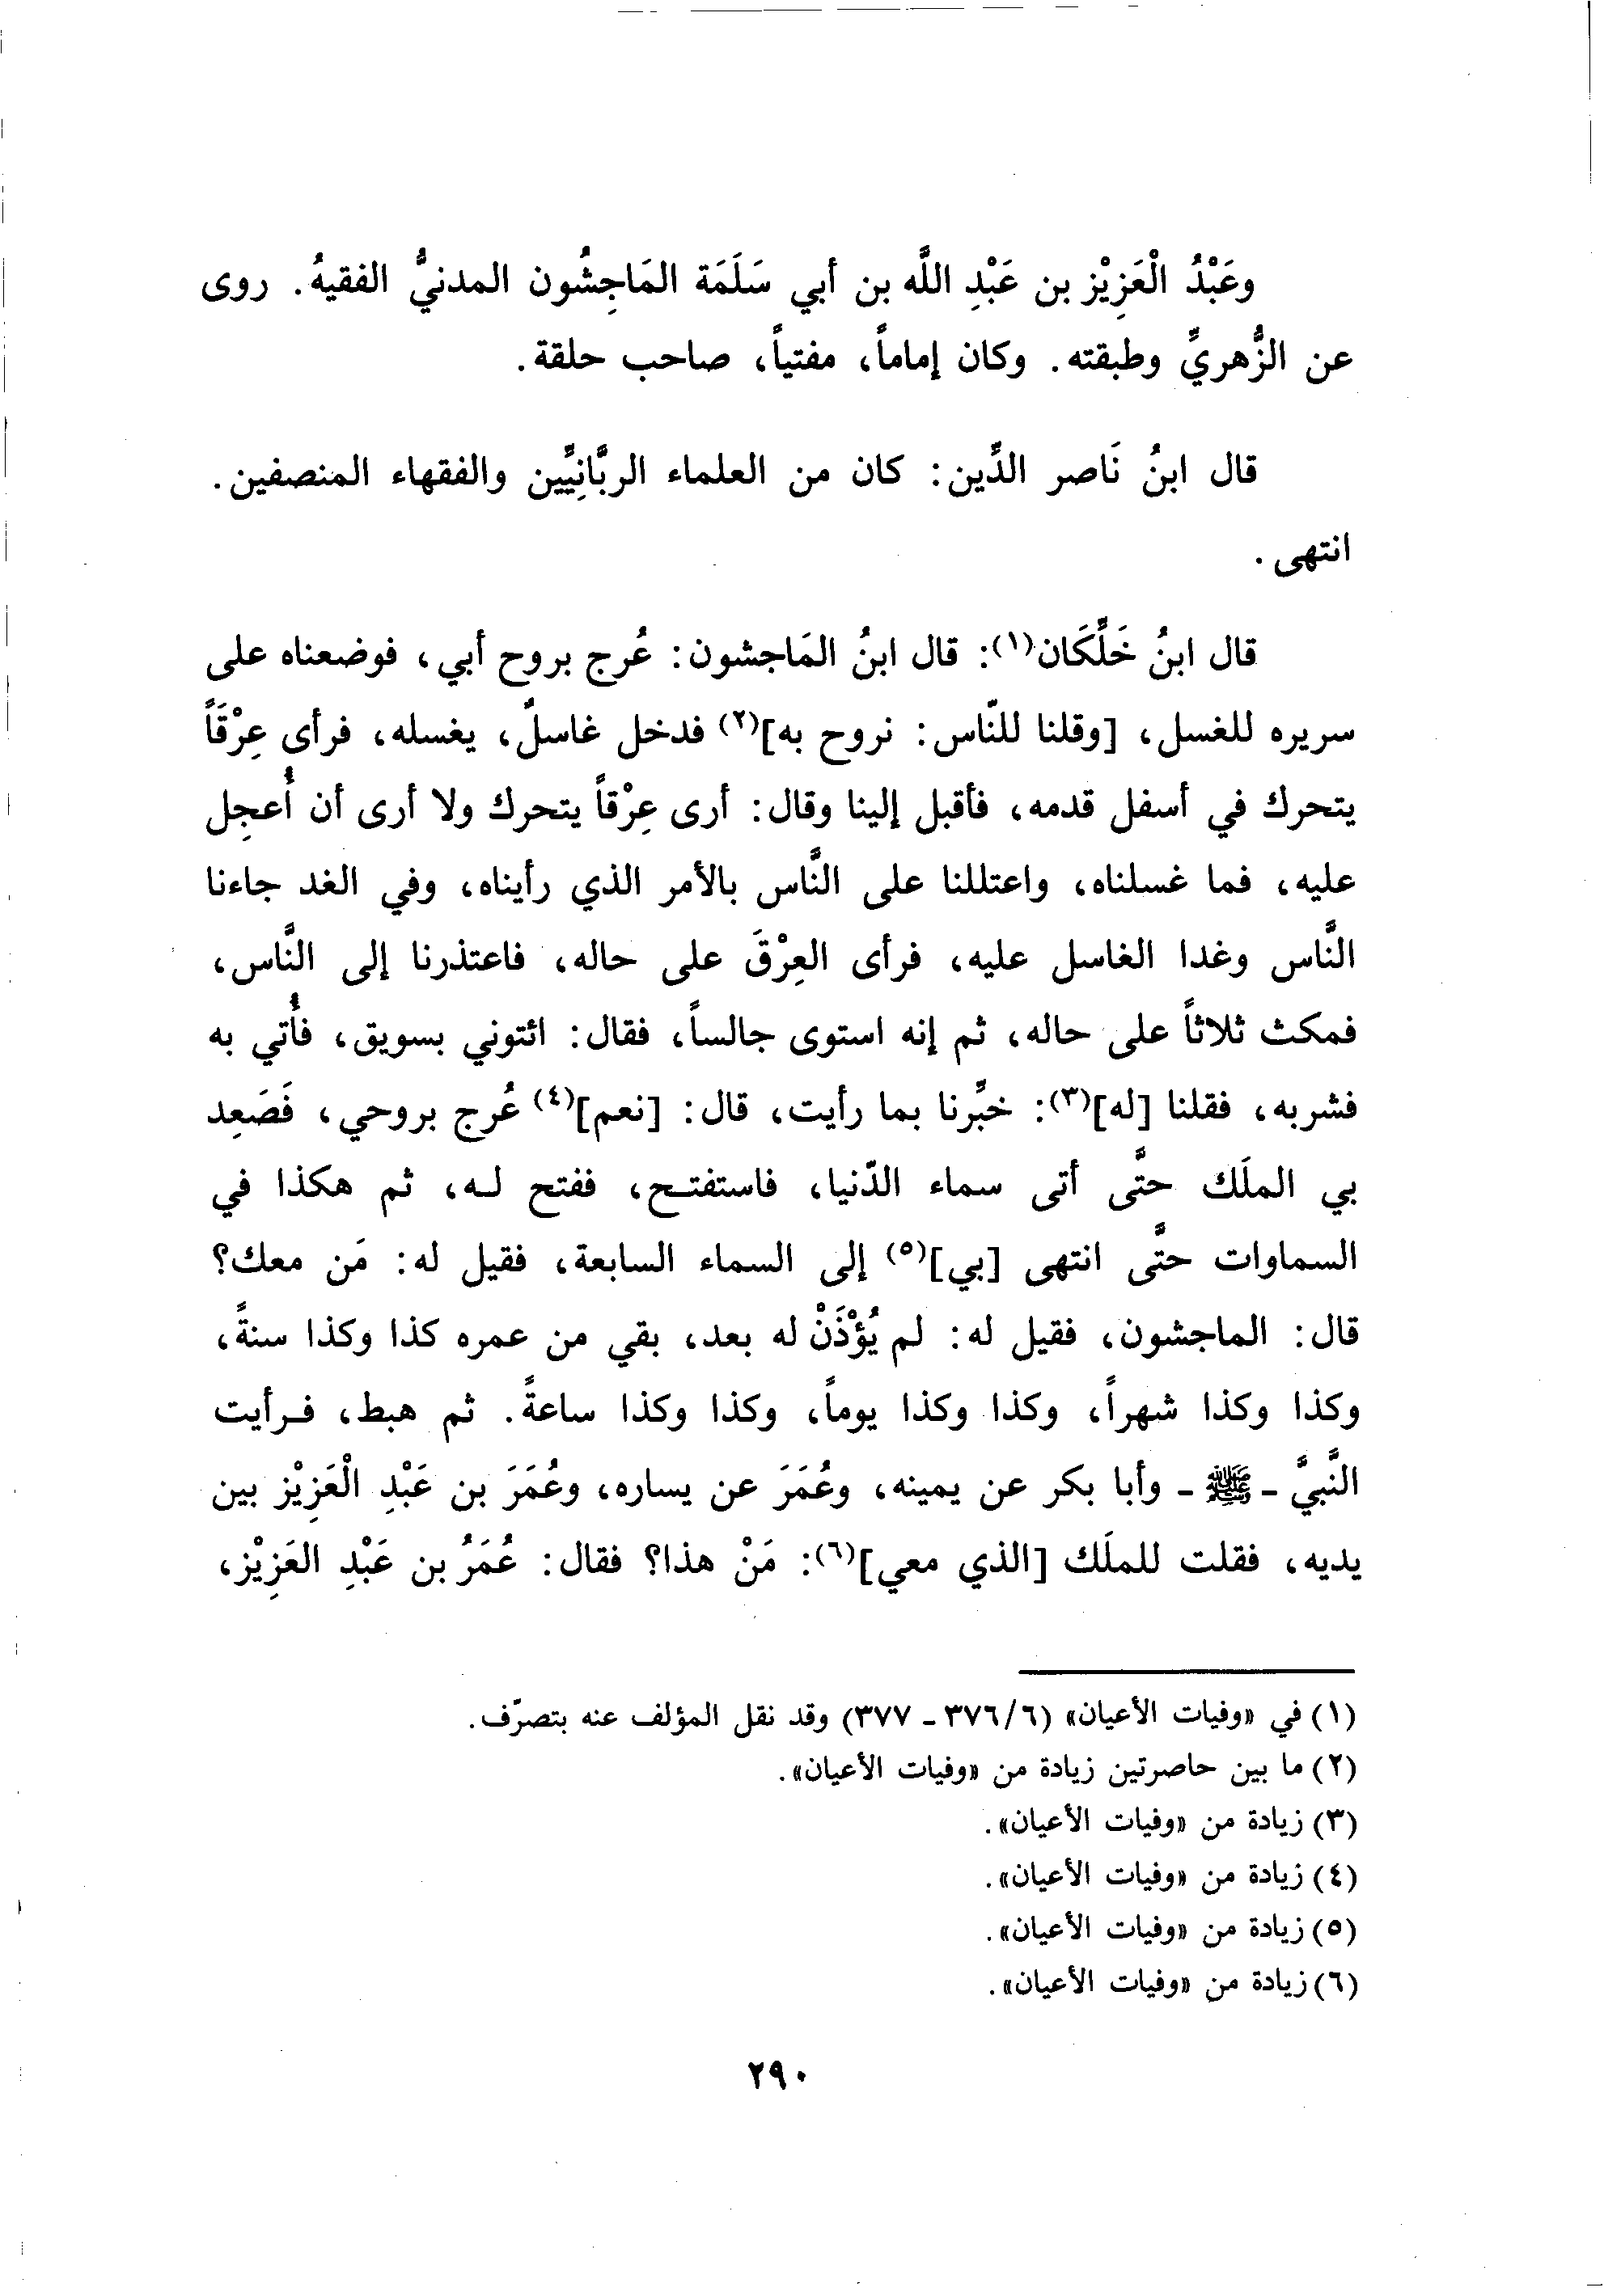 وعَبْدُ الْعَزِيْز بن عَبْدِ اللَّه بن أبي سَلَمَة المَاجِشُون المدنيُّ الفقيهُ. روى
عن الزُّهريِّ وطبقته. وكان إماماً، مفتياً، صاحب حلقة.
قال ابنُ نَاصر الدِّين: كان من العلماء الربَّانِيِّين والفقهاء المنصفين.
انتهى.
قال ابنُ خَلِّكَان(١): قال ابنُ المَاجشون: عُرج بروح أبي، فوضعناه على
سريره للغسل، [وقلنا للنّاس: نروح به](٢) فدخل غاسلٌ، يغسله، فرأى عِرْقَاً
يتحرك في أسفل قدمه، فأقبل إلينا وقال: أرى عِرْقاً يتحرك ولا أرى أن أُعجِل
عليه، فما غسلناه، واعتللنا على النَّاس بالأمر الذي رأيناه، وفي الغد جاءنا
النَّاس وغدا الغاسل عليه، فرأى العِرْقَ على حاله، فاعتذرنا إلى النَّاس،
فمكث ثلاثاً على حاله، ثم إنه استوى جالساً، فقال: ائتوني بسويق، فأُتي به
فشربه، فقلنا [له](٣): خبِّرنا بما رأيت، قال: [نعم](٤) عُرج بروحي، فَصَعِد
بي الملَك حتَّى أتى سماء الدّنيا، فاستفتـح، ففتح لـه، ثم هكذا في
السماوات حتَّى انتهى [بي](٥) إلى السماء السابعة، فقيل له: مَن معك؟
قال: الماجشون، فقيل له: لم يُؤْذَنْ له بعد، بقي من عمره كذا وكذا سنةً،
وكذا وكذا شهراً، وكذا وكذا يوماً، وكذا وكذا ساعةً. ثم هبط، فـرأيت
النَّبيَّ - ﷺ - وأبا بكر عن يمينه، وعُمَرَ عن يساره، وعُمَرَ بن عَبْدِ الْعَزِيْز بين
يديه، فقلت للملَك [الذي معي](٦): مَنْ هذا؟ فقال: عُمَرُ بن عَبْدِ العَزِيْز،
(١) في «وفيات الأعيان» (٣٧٦/٦ - ٣٧٧) وقد نقل المؤلف عنه بتصرّف.
(٢) ما بين حاصرتين زيادة من «وفيات الأعيان».
(٣) زيادة من «وفيات الأعيان».
(٤) زيادة من «وفيات الأعيان».
(٥) زيادة من «وفيات الأعيان».
(٦) زيادة من «وفيات الأعيان».
٢٩٠